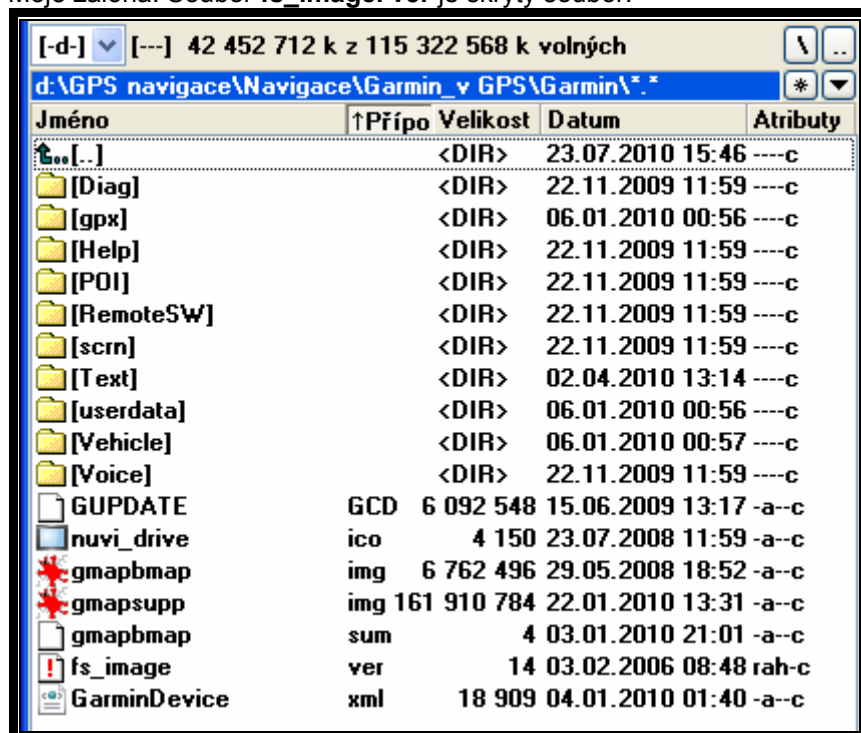 Moje záloha. Soubor fs_image. ver je skrytý soubor.
[-d-] [---] 42 452 712 k z 115 322 568 k volných \ ..
d:\GPS navigace\Navigace\Garmin_v GPS\Garmin\*.* *
Jméno ↑Přípo Velikost Datum Atributy
[..] <DIR> 23.07.2010 15:46 ----c
[Diag] <DIR> 22.11.2009 11:59 ----c
[gpx] <DIR> 06.01.2010 00:56 ----c
[Help] <DIR> 22.11.2009 11:59 ----c
[POI] <DIR> 22.11.2009 11:59 ----c
[RemoteSW] <DIR> 22.11.2009 11:59 ----c
[scrn] <DIR> 22.11.2009 11:59 ----c
[Text] <DIR> 02.04.2010 13:14 ----c
[userdata] <DIR> 06.01.2010 00:56 ----c
[Vehicle] <DIR> 06.01.2010 00:57 ----c
[Voice] <DIR> 22.11.2009 11:59 ----c
GUPDATE GCD 6 092 548 15.06.2009 13:17 -a--c
nuvi_drive ico 4 150 23.07.2008 11:59 -a--c
gmapbmap img 6 762 496 29.05.2008 18:52 -a--c
gmapsupp img 161 910 784 22.01.2010 13:31 -a--c
gmapbmap sum 4 03.01.2010 21:01 -a--c
fs_image ver 14 03.02.2006 08:48 rah-c
GarminDevice xml 18 909 04.01.2010 01:40 -a--c